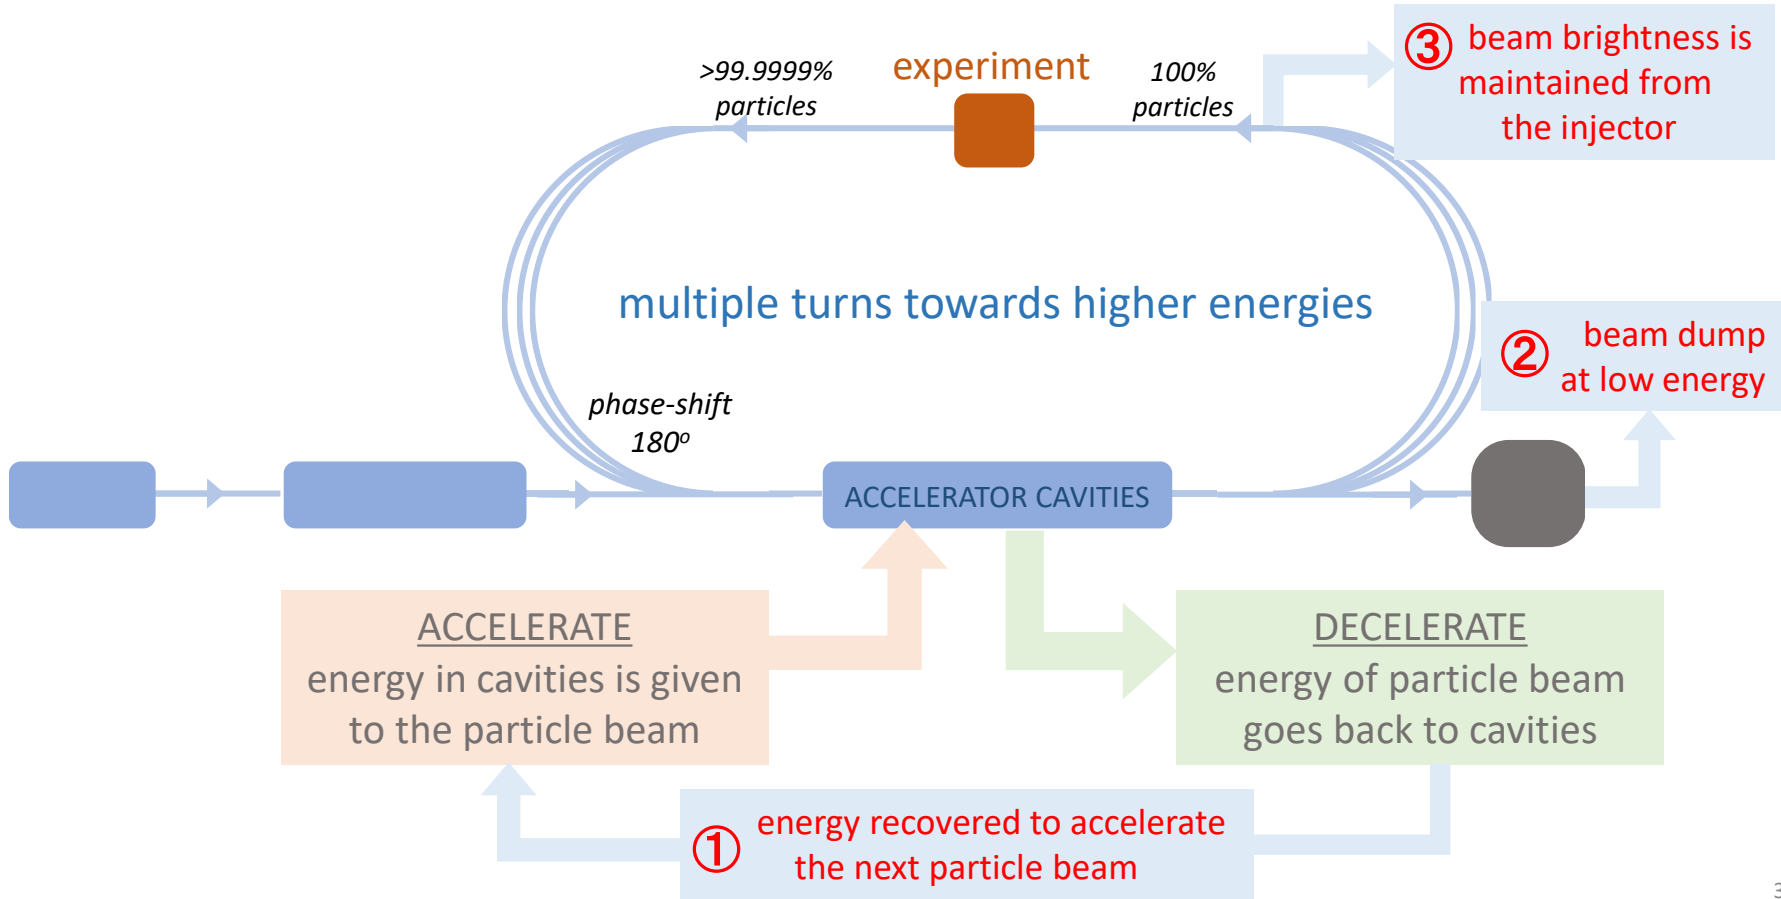 ③ beam brightness is
maintained from
the injector
>99.9999%
particles
experiment
100%
particles
multiple turns towards higher energies
② beam dump
at low energy
phase-shift
180º
ACCELERATOR CAVITIES
ACCELERATE
energy in cavities is given
to the particle beam
DECELERATE
energy of particle beam
goes back to cavities
① energy recovered to accelerate
the next particle beam
3